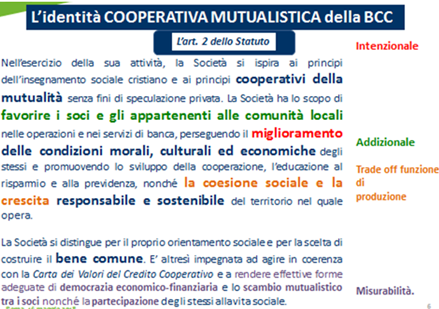 L'identità COOPERATIVA MUTUALISTICA della BCC
L'art. 2 dello Statuto
Intenzionale
Nell'esercizio della sua attività, la Società si ispira ai principi
dell'insegnamento sociale cristiano e ai principi cooperativi della
mutualità senza fini di speculazione privata. La Società ha lo scopo di
favorire i soci e gli appartenenti alle comunità locali
nelle operazioni e nei servizi di banca, perseguendo il miglioramento
delle condizioni morali, culturali ed economiche degli
stessi e promuovendo lo sviluppo della cooperazione, l'educazione al
risparmio e alla previdenza, nonché la coesione sociale e la
crescita responsabile e sostenibile del territorio nel quale
opera.
Addizionale
Trade off funzione
di
produzione
La Società si distingue per il proprio orientamento sociale e per la scelta di
costruire il bene comune. E' altresì impegnata ad agire in coerenza
con la Carta dei Valori del Credito Cooperativo e a rendere effettive forme
adeguate di democrazia economico-finanziaria e lo scambio mutualistico
tra i soci nonché la partecipazione degli stessi alla vita sociale.
Misurabilità.
6